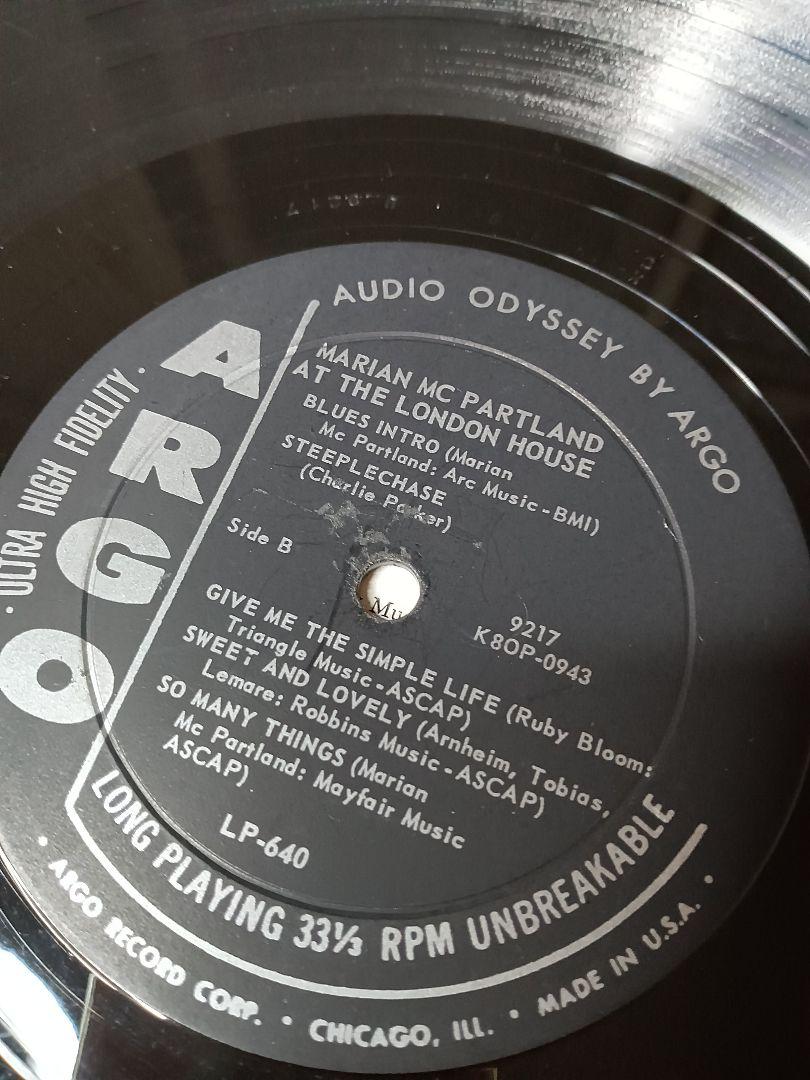 AUDIO ODYSSEY BY ARGO
· ULTRA HIGH FIDELITY ·
ARGO
MARIAN MC PARTLAND
AT THE LONDON HOUSE
BLUES INTRO (Marian
Mc Partland: Arc Music-BMI)
STEEPLECHASE
(Charlie Parker)
Side B
9217
K8OP-0943
GIVE ME THE SIMPLE LIFE (Ruby Bloom:
Triangle Music-ASCAP)
SWEET AND LOVELY (Arnheim, Tobias,
Lemare: Robbins Music-ASCAP)
SO MANY THINGS (Marian
Mc Partland: Mayfair Music
ASCAP)
LP-640
LONG PLAYING 33⅓ RPM UNBREAKABLE
· ARGO RECORD CORP. · CHICAGO, ILL. · MADE IN U.S.A. ·